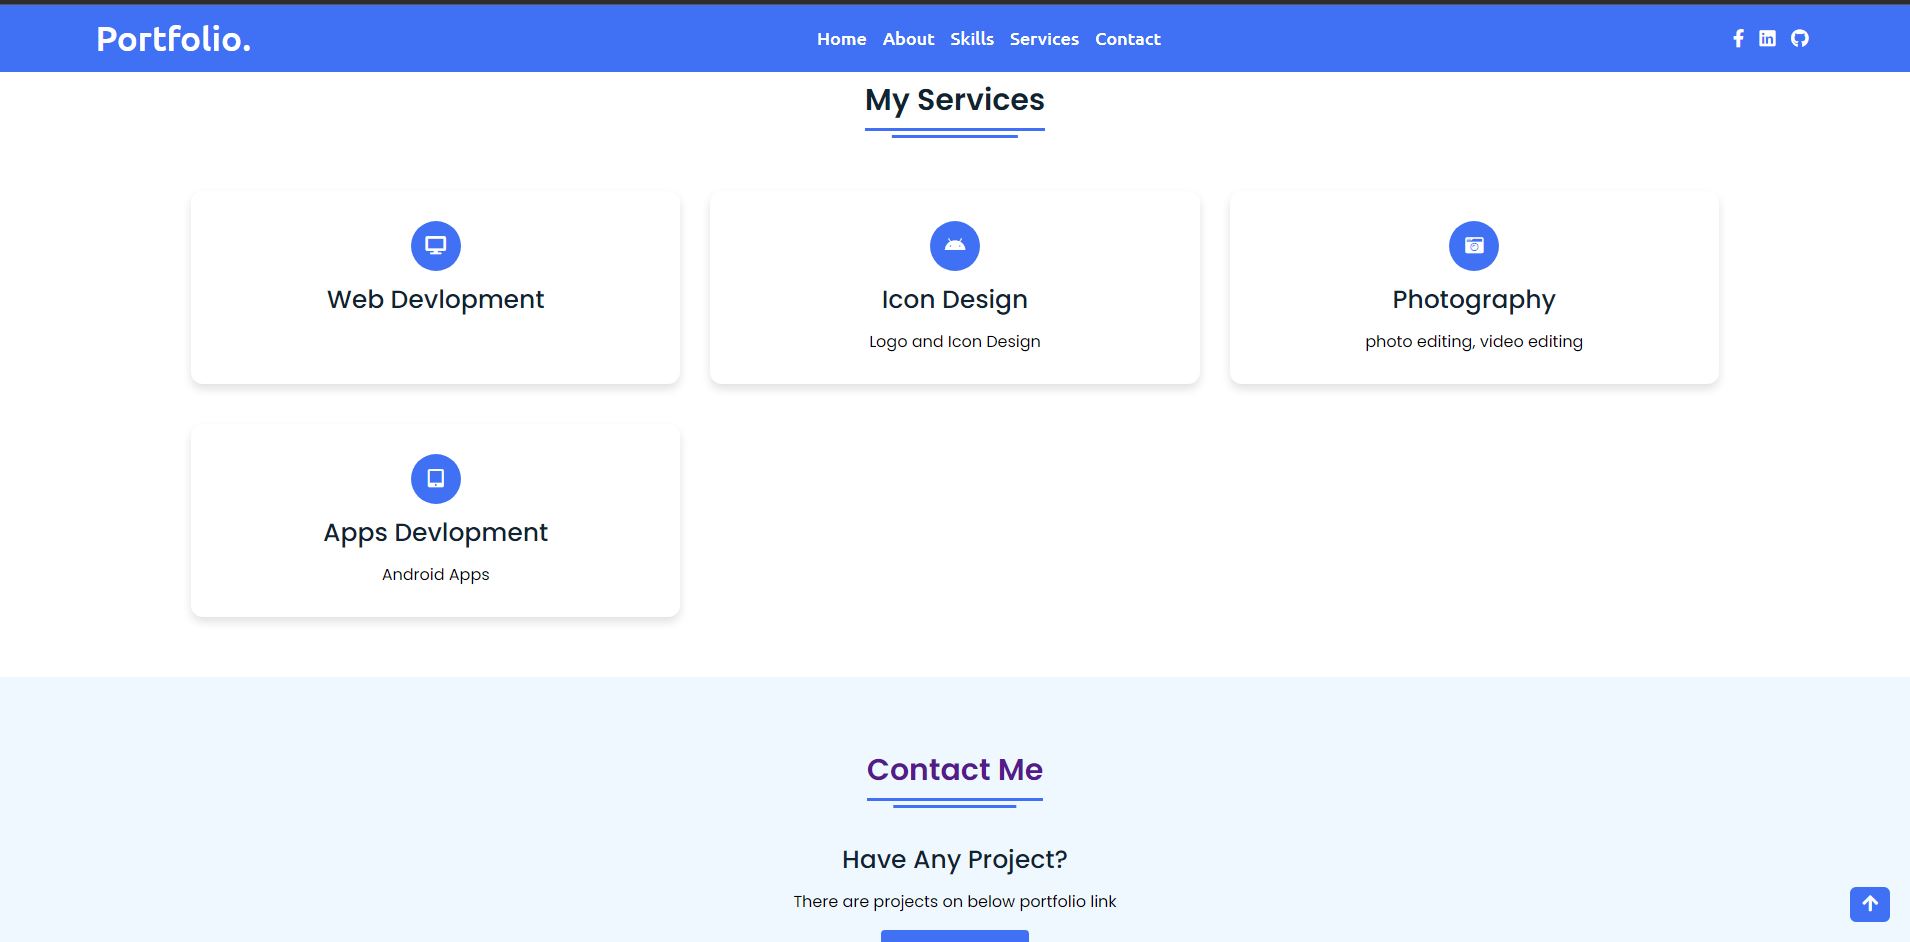 Portfolio.
Home About Skills Services Contact
My Services
Web Devlopment
Icon Design
Logo and Icon Design
Photography
photo editing, video editing
Apps Devlopment
Android Apps
Contact Me
Have Any Project?
There are projects on below portfolio link